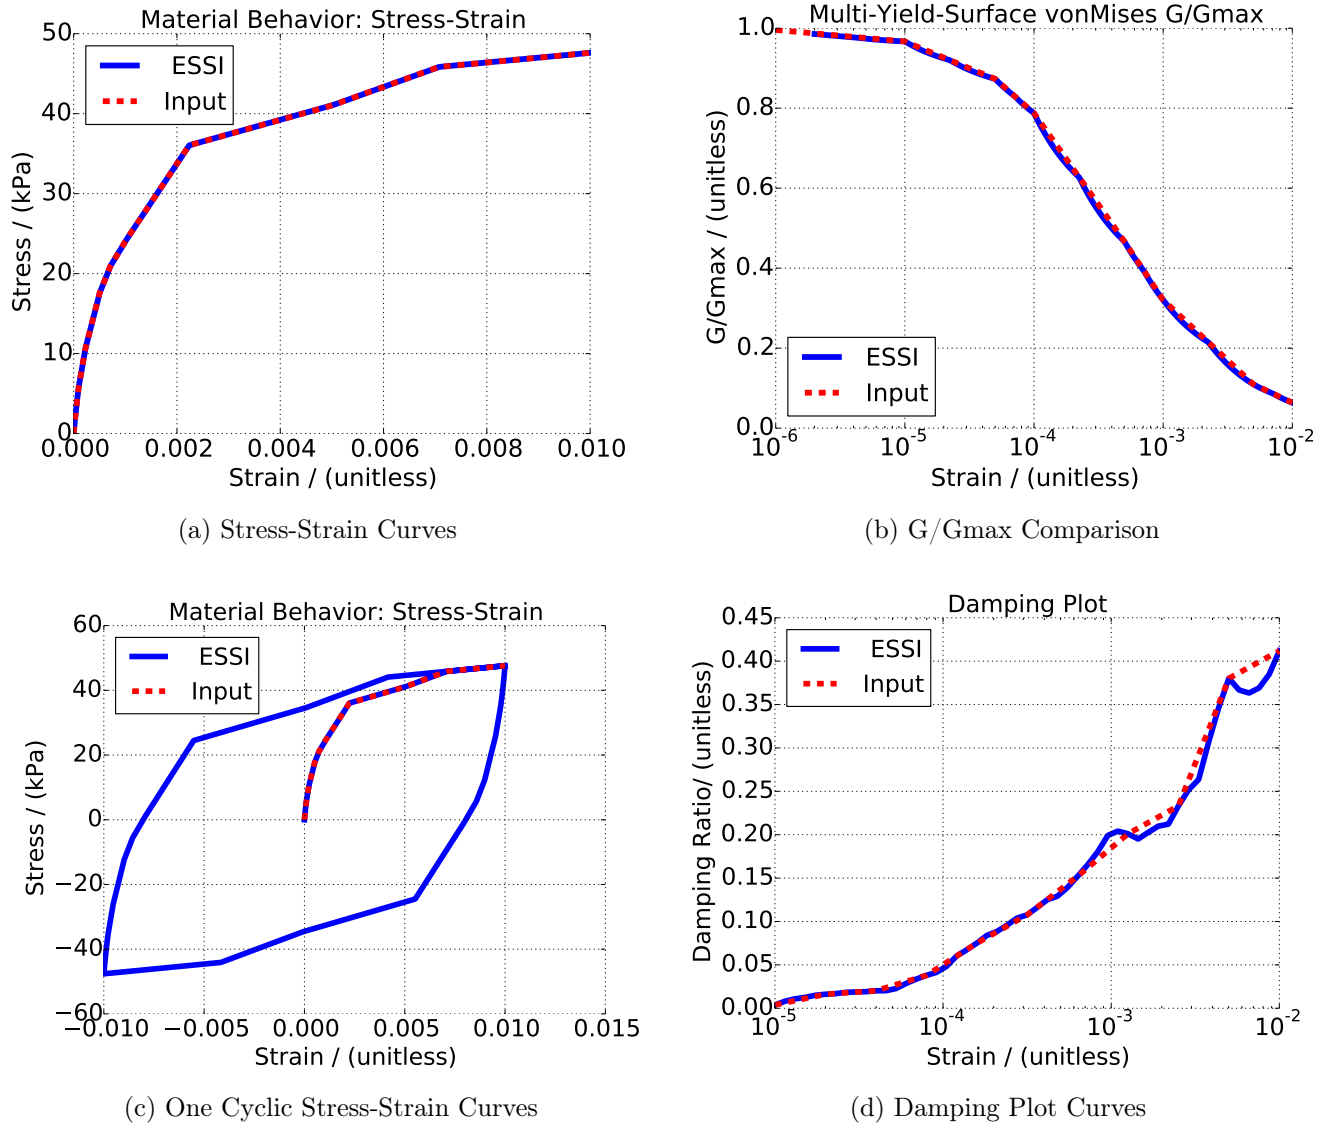 Material Behavior: Stress-Strain
50
40
30
20
10
0
Stress / (kPa)
ESSI
Input
0.000 0.002 0.004 0.006 0.008 0.010
Strain / (unitless)
(a) Stress-Strain Curves
Multi-Yield-Surface vonMises G/Gmax
1.0
0.8
0.6
0.4
0.2
0.0
G/Gmax / (unitless)
ESSI
Input
10^-6 10^-5 10^-4 10^-3 10^-2
Strain / (unitless)
(b) G/Gmax Comparison
Material Behavior: Stress-Strain
60
40
20
0
−20
−40
−60
Stress / (kPa)
ESSI
Input
−0.010 −0.005 0.000 0.005 0.010 0.015
Strain / (unitless)
(c) One Cyclic Stress-Strain Curves
Damping Plot
0.45
0.40
0.35
0.30
0.25
0.20
0.15
0.10
0.05
0.00
Damping Ratio/ (unitless)
ESSI
Input
10^-5 10^-4 10^-3 10^-2
Strain / (unitless)
(d) Damping Plot Curves